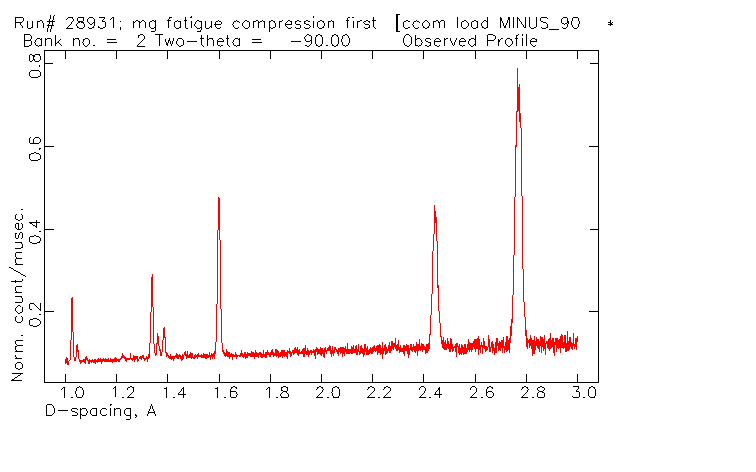 Run# 28931; mg fatigue compression first [ccom load MINUS_90 *
Bank no. = 2 Two-theta = -90.00 Observed Profile
0.8
0.6
0.4
0.2
Norm. count/musec.
1.0 1.2 1.4 1.6 1.8 2.0 2.2 2.4 2.6 2.8 3.0
D-spacing, A